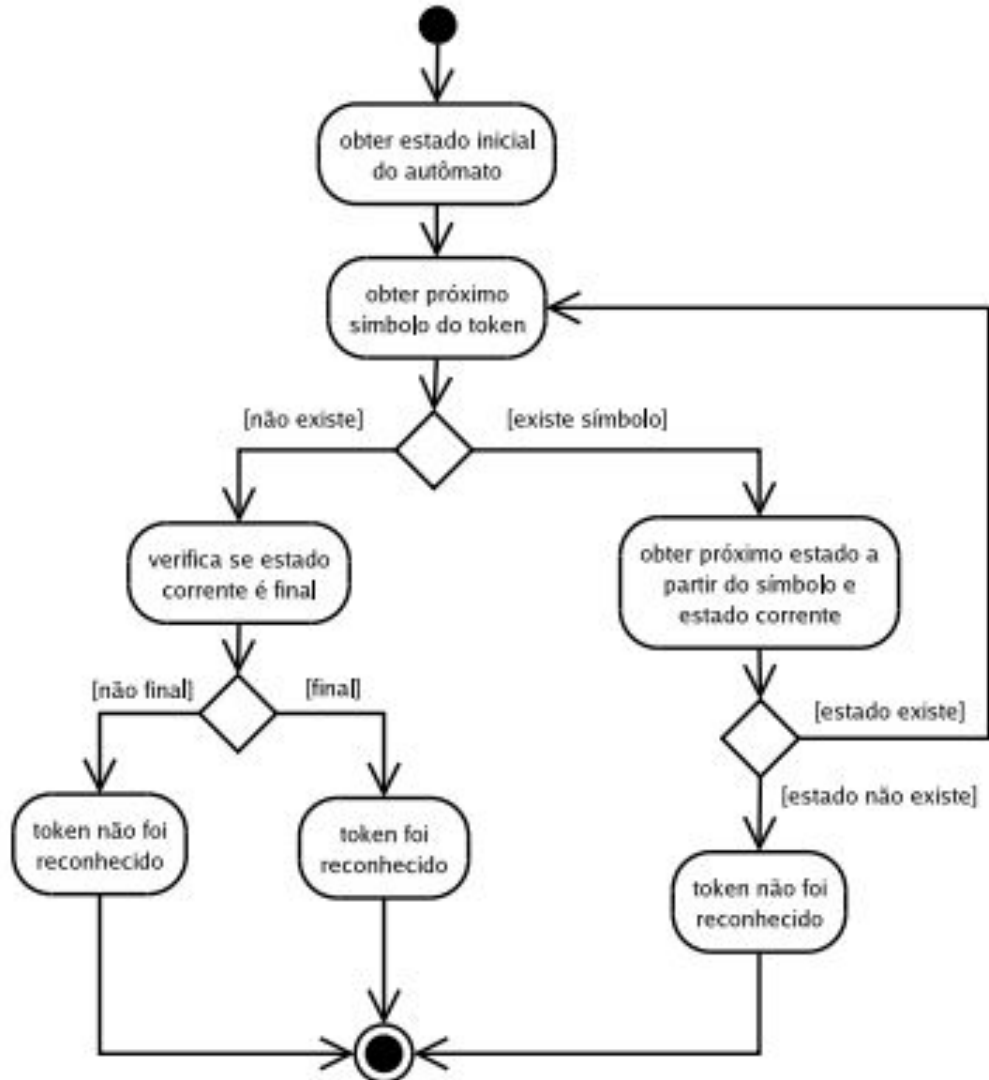 obter estado inicial
do autômato
obter próximo
símbolo do token
[não existe]
[existe símbolo]
verifica se estado
corrente é final
obter próximo estado a
partir do símbolo e
estado corrente
[não final]
[final]
[estado existe]
[estado não existe]
token não foi
reconhecido
token foi
reconhecido
token não foi
reconhecido